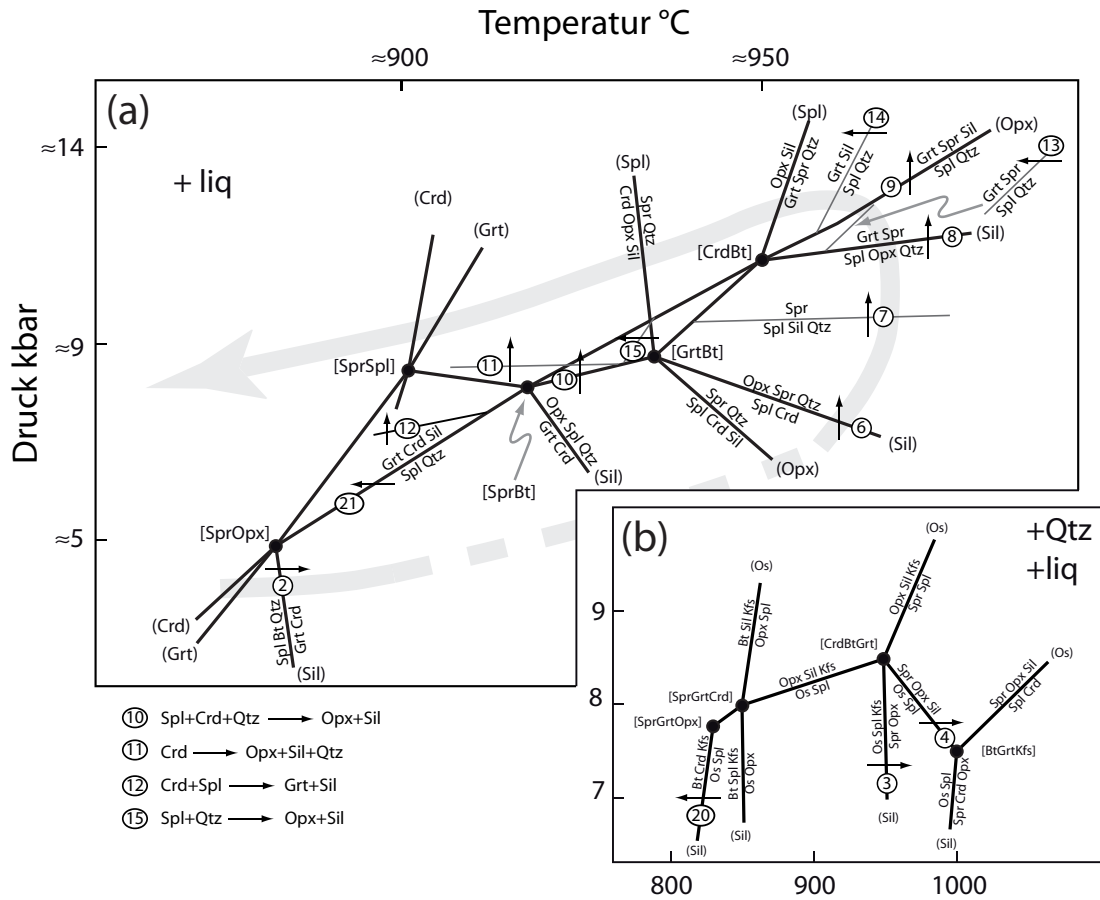 Temperatur °C
≈900
≈950
Druck kbar
≈14
≈9
≈5
(a)
+ liq
(Crd)
(Grt)
(Spl)
Crd Opx Sil
Spr Qtz
(Spl)
Opx Sil
Grt Spr Qtz
14
Grt Sil
Spl Qtz
9
Grt Spr Sil
Spl Qtz
(Opx)
13
Grt Spr
Spl Qtz
8
Grt Spr
Spl Opx Qtz
(Sil)
[CrdBt]
7
Spr
Spl Sil Qtz
15
[GrtBt]
[SprSpl]
11
10
12
Grt Crd Sil
Spl Qtz
21
Opx Spl Qtz
Grt Crd
(Sil)
[SprBt]
Spr Qtz
Spl Crd Sil
(Opx)
Opx Spr Qtz
Spl Crd
6
(Sil)
[SprOpx]
2
Spl Bt Qtz
Grt Crd
(Crd)
(Grt)
(Sil)
10 Spl+Crd+Qtz → Opx+Sil
11 Crd → Opx+Sil+Qtz
12 Crd+Spl → Grt+Sil
15 Spl+Qtz → Opx+Sil
(b)
+Qtz
+liq
9
8
7
800
900
1000
(Os)
Bt Sil Kfs
Opx Spl
(Os)
Opx Sil Kfs
Spr Spl
[CrdBtGrt]
Opx Sil Kfs
Os Spl
[SprGrtCrd]
[SprGrtOpx]
Bt Crd Kfs
Os Spl
20
(Sil)
Bt Spl Kfs
Os Opx
(Sil)
Os Spl Kfs
Spr Opx
3
(Sil)
Spr Opx Sil
Os Spl
4
Spr Opx Sil
Spl Crd
(Os)
[BtGrtKfs]
Os Spl
Spr Crd Opx
(Sil)